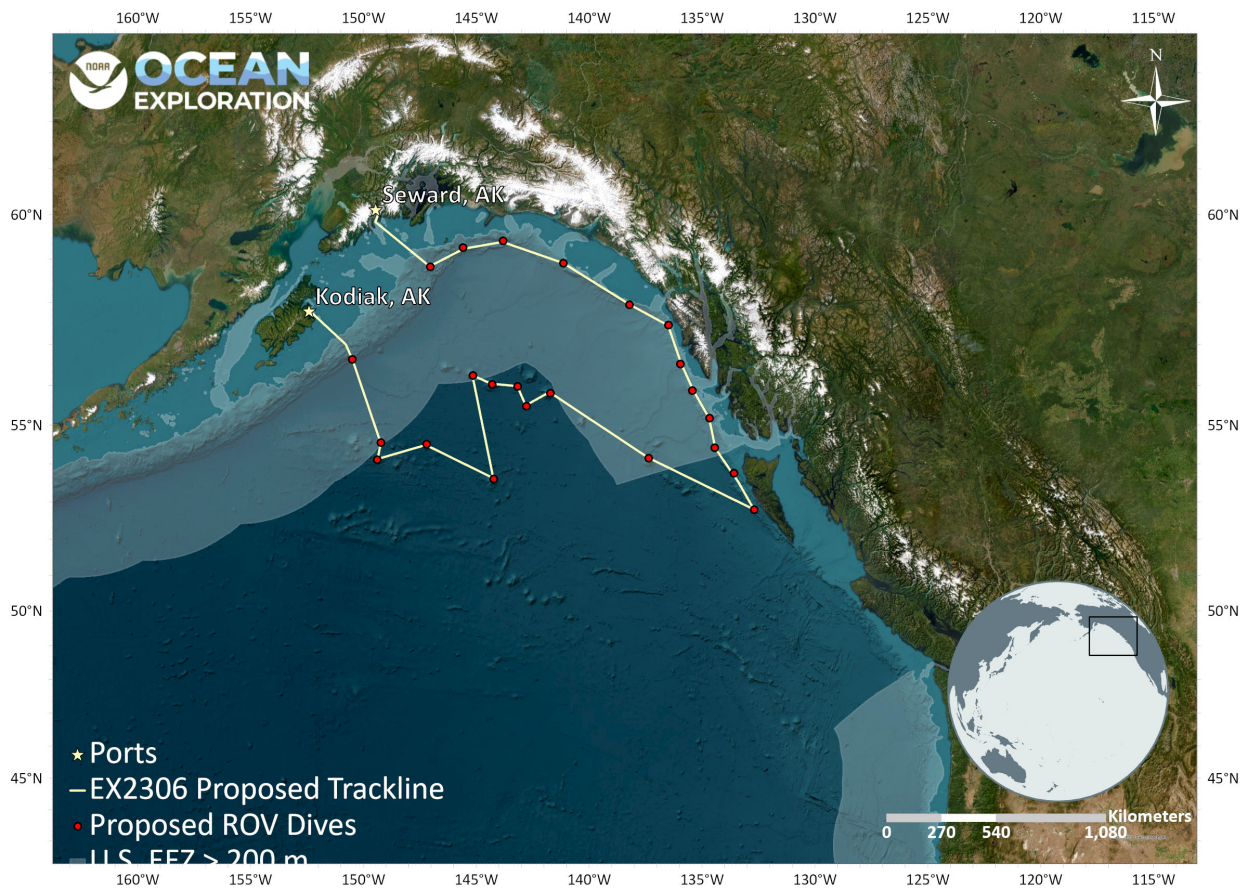 160°W 155°W 150°W 145°W 140°W 135°W 130°W 125°W 120°W 115°W
NOAA
OCEAN
EXPLORATION
N
60°N 60°N
Seward, AK
Kodiak, AK
55°N 55°N
50°N 50°N
45°N 45°N
Ports
EX2306 Proposed Trackline
Proposed ROV Dives
U.S. EEZ > 200 m
Kilometers
0 270 540 1,080
160°W 155°W 150°W 145°W 140°W 135°W 130°W 125°W 120°W 115°W